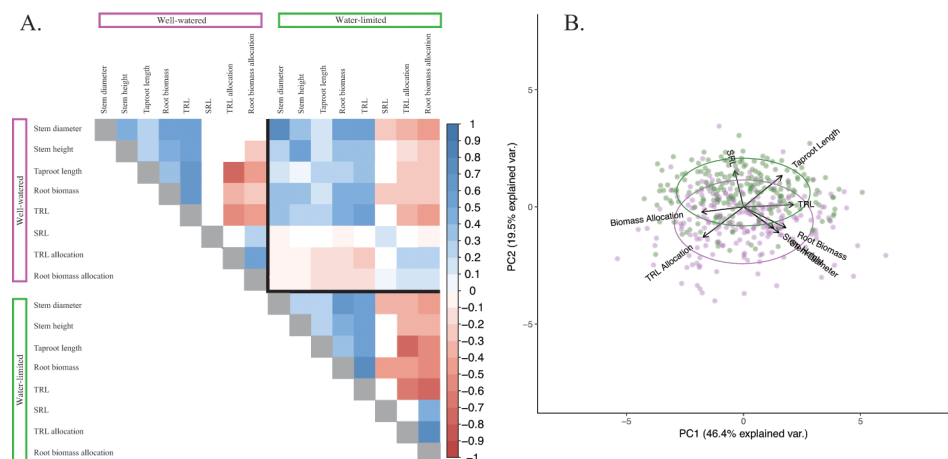 A.
B.
Well-watered
Water-limited
Stem diameter
Stem height
Taproot length
Root biomass
TRL
SRL
TRL allocation
Root biomass allocation
Stem diameter
Stem height
Taproot length
Root biomass
TRL
SRL
TRL allocation
Root biomass allocation
Well-watered
Stem diameter
Stem height
Taproot length
Root biomass
TRL
SRL
TRL allocation
Root biomass allocation
Water-limited
Stem diameter
Stem height
Taproot length
Root biomass
TRL
SRL
TRL allocation
Root biomass allocation
1
0.9
0.8
0.7
0.6
0.5
0.4
0.3
0.2
0.1
0
−0.1
−0.2
−0.3
−0.4
−0.5
−0.6
−0.7
−0.8
−0.9
−1
PC2 (19.5% explained var.)
5
0
−5
SRL
Taproot Length
TRL
Biomass Allocation
TRL Allocation
Root Biomass
−5
0
5
PC1 (46.4% explained var.)